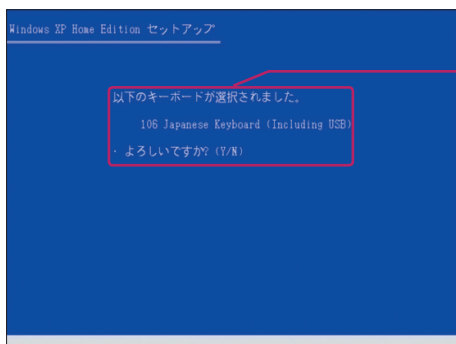 Windows XP Home Edition セットアップ
以下のキーボードが選択されました。
106 Japanese Keyboard (Including USB)
・ よろしいですか? (Y/N)